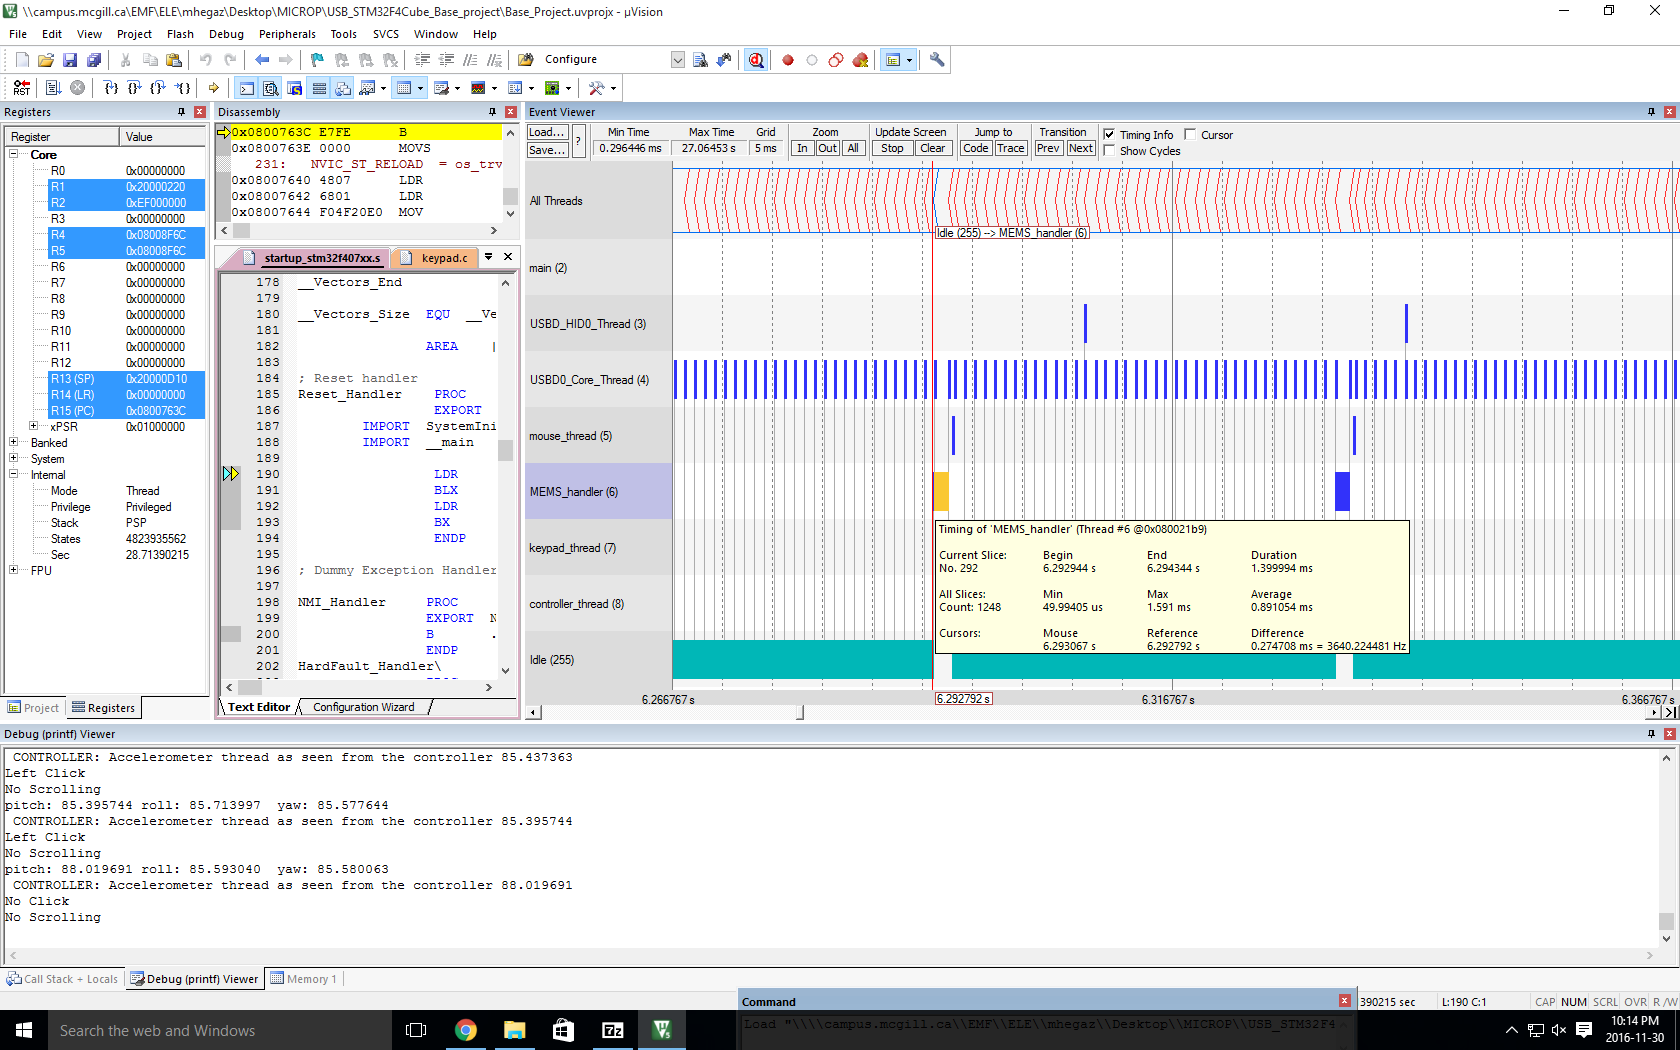 \\campus.mcgill.ca\EMF\ELE\mhegaz\Desktop\MICROP\USB_STM32F4Cube_Base_project\Base_Project.uvprojx - µVision
File Edit View Project Flash Debug Peripherals Tools SVCS Window Help
Configure
Registers
Register Value
Core
R0 0x00000000
R1 0x20000220
R2 0xEF000000
R3 0x00000000
R4 0x08008F6C
R5 0x08008F6C
R6 0x00000000
R7 0x00000000
R8 0x00000000
R9 0x00000000
R10 0x00000000
R11 0x00000000
R12 0x00000000
R13 (SP) 0x20000D10
R14 (LR) 0x00000000
R15 (PC) 0x0800763C
xPSR 0x01000000
Banked
System
Internal
Mode Thread
Privilege Privileged
Stack PSP
States 4823935562
Sec 28.71390215
FPU
Project Registers
Disassembly
0x0800763C E7FE B
0x0800763E 0000 MOVS
231: NVIC_ST_RELOAD = os_trv
0x08007640 4807 LDR
0x08007642 6801 LDR
0x08007644 F04F20E0 MOV
startup_stm32f407xx.s keypad.c
178 __Vectors_End
179
180 __Vectors_Size EQU __Ve
181
182 AREA |
183
184 ; Reset handler
185 Reset_Handler PROC
186 EXPORT
187 IMPORT SystemIni
188 IMPORT __main
189
190 LDR
191 BLX
192 LDR
193 BX
194 ENDP
195
196 ; Dummy Exception Handler
197
198 NMI_Handler PROC
199 EXPORT N
200 B .
201 ENDP
202 HardFault_Handler\
Text Editor Configuration Wizard
Event Viewer
Load... Save... ?
Min Time Max Time Grid Zoom Update Screen Jump to Transition Timing Info Cursor
0.296446 ms 27.06453 s 5 ms In Out All Stop Clear Code Trace Prev Next Show Cycles
All Threads
Idle (255) --> MEMS_handler (6)
main (2)
USBD_HID0_Thread (3)
USBD0_Core_Thread (4)
mouse_thread (5)
MEMS_handler (6)
keypad_thread (7)
controller_thread (8)
Idle (255)
Timing of 'MEMS_handler' (Thread #6 @0x080021b9)
Current Slice: Begin End Duration
No. 292 6.292944 s 6.294344 s 1.399994 ms
All Slices: Min Max Average
Count: 1248 49.99405 us 1.591 ms 0.891054 ms
Cursors: Mouse Reference Difference
6.293067 s 6.292792 s 0.274708 ms = 3640.224481 Hz
6.266767 s 6.292792 s 6.316767 s 6.366767 s
Debug (printf) Viewer
CONTROLLER: Accelerometer thread as seen from the controller 85.437363
Left Click
No Scrolling
pitch: 85.395744 roll: 85.713997 yaw: 85.577644
CONTROLLER: Accelerometer thread as seen from the controller 85.395744
Left Click
No Scrolling
pitch: 88.019691 roll: 85.593040 yaw: 85.580063
CONTROLLER: Accelerometer thread as seen from the controller 88.019691
No Click
No Scrolling
Call Stack + Locals Debug (printf) Viewer Memory 1
Command
390215 sec L:190 C:1 CAP NUM SCRL OVR R/W
Load "\\\\campus.mcgill.ca\\EMF\\ELE\\mhegaz\\Desktop\\MICROP\\USB_STM32F4
Search the web and Windows
7z
10:14 PM
2016-11-30